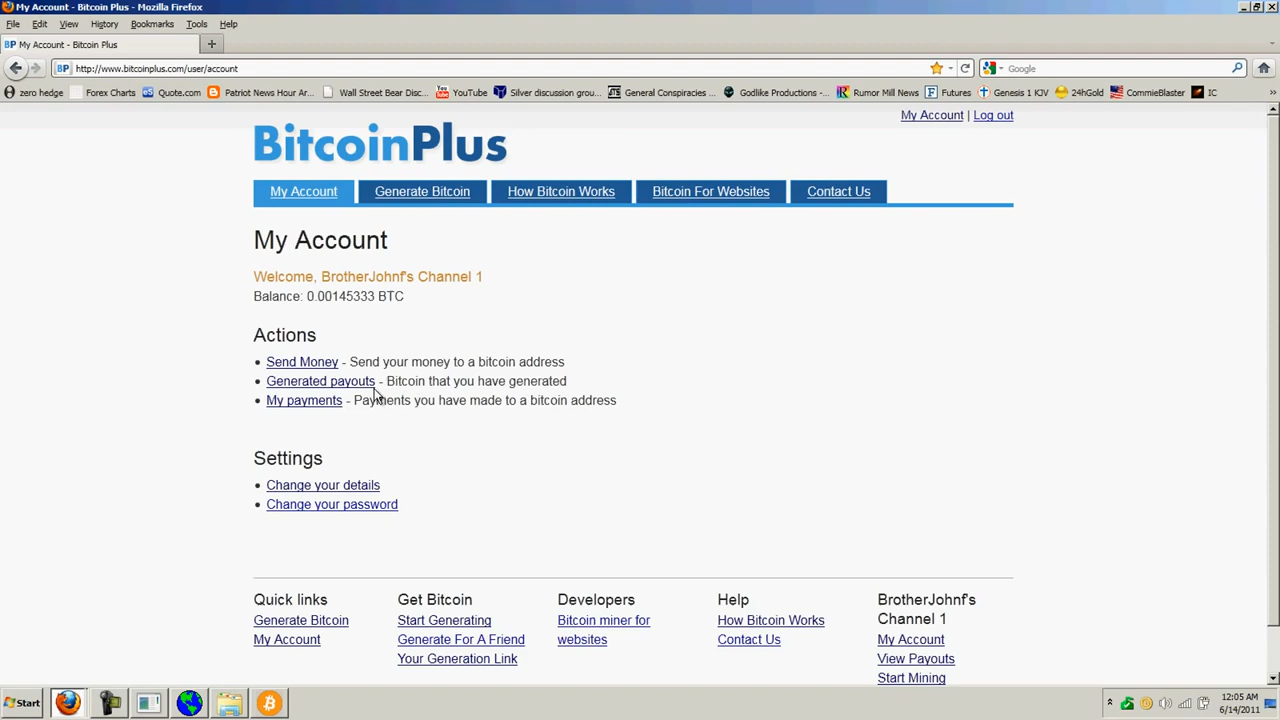 My Account - Bitcoin Plus - Mozilla Firefox
File Edit View History Bookmarks Tools Help
BP My Account - Bitcoin Plus +
BP http://www.bitcoinplus.com/user/account Google
zero hedge Forex Charts Quote.com Patriot News Hour Ar... Wall Street Bear Disc... YouTube Silver discussion grou... General Conspiracies ... Godlike Productions -... Rumor Mill News Futures Genesis 1 KJV 24hGold CommieBlaster IC »
My Account | Log out
BitcoinPlus
My Account Generate Bitcoin How Bitcoin Works Bitcoin For Websites Contact Us
My Account
Welcome, BrotherJohnf's Channel 1
Balance: 0.00145333 BTC
Actions
• Send Money - Send your money to a bitcoin address
• Generated payouts - Bitcoin that you have generated
• My payments - Payments you have made to a bitcoin address
Settings
• Change your details
• Change your password
Quick links
Generate Bitcoin
My Account
Get Bitcoin
Start Generating
Generate For A Friend
Your Generation Link
Developers
Bitcoin miner for
websites
Help
How Bitcoin Works
Contact Us
BrotherJohnf's
Channel 1
My Account
View Payouts
Start Mining
Start
12:05 AM
6/14/2011